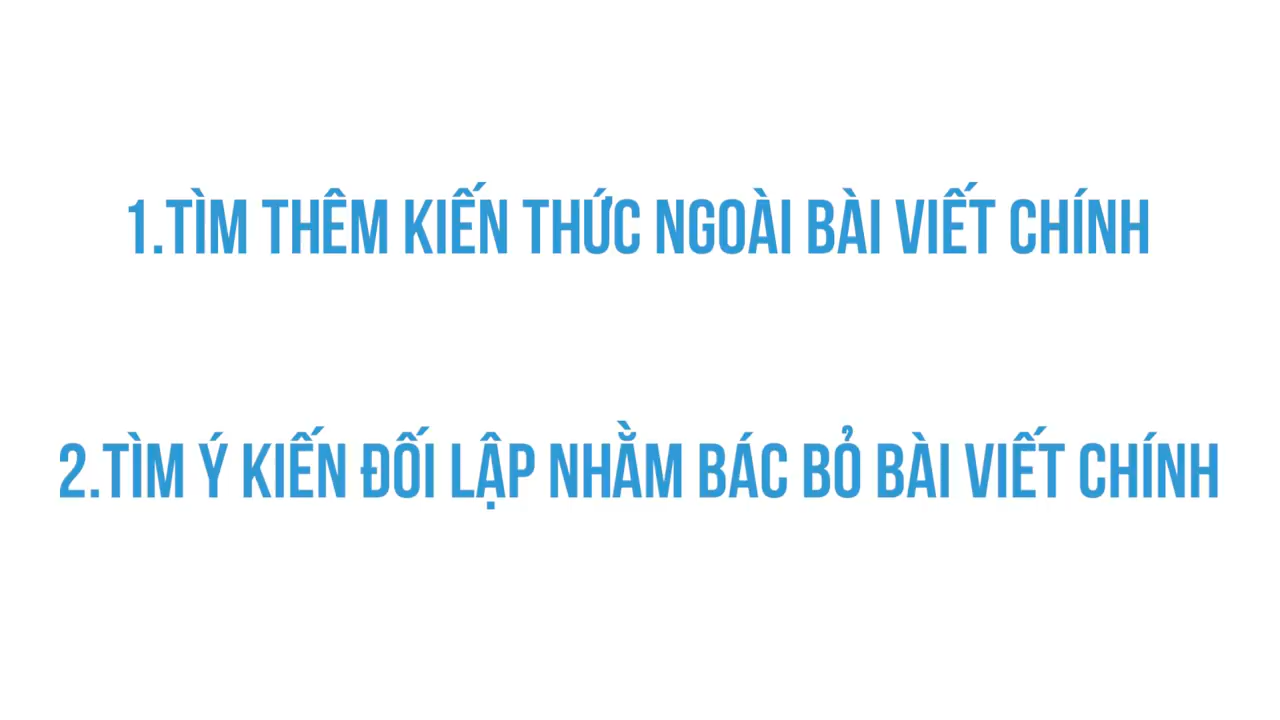 1.TÌM THÊM KIẾN THỨC NGOÀI BÀI VIẾT CHÍNH
2.TÌM Ý KIẾN ĐỐI LẬP NHẰM BÁC BỎ BÀI VIẾT CHÍNH